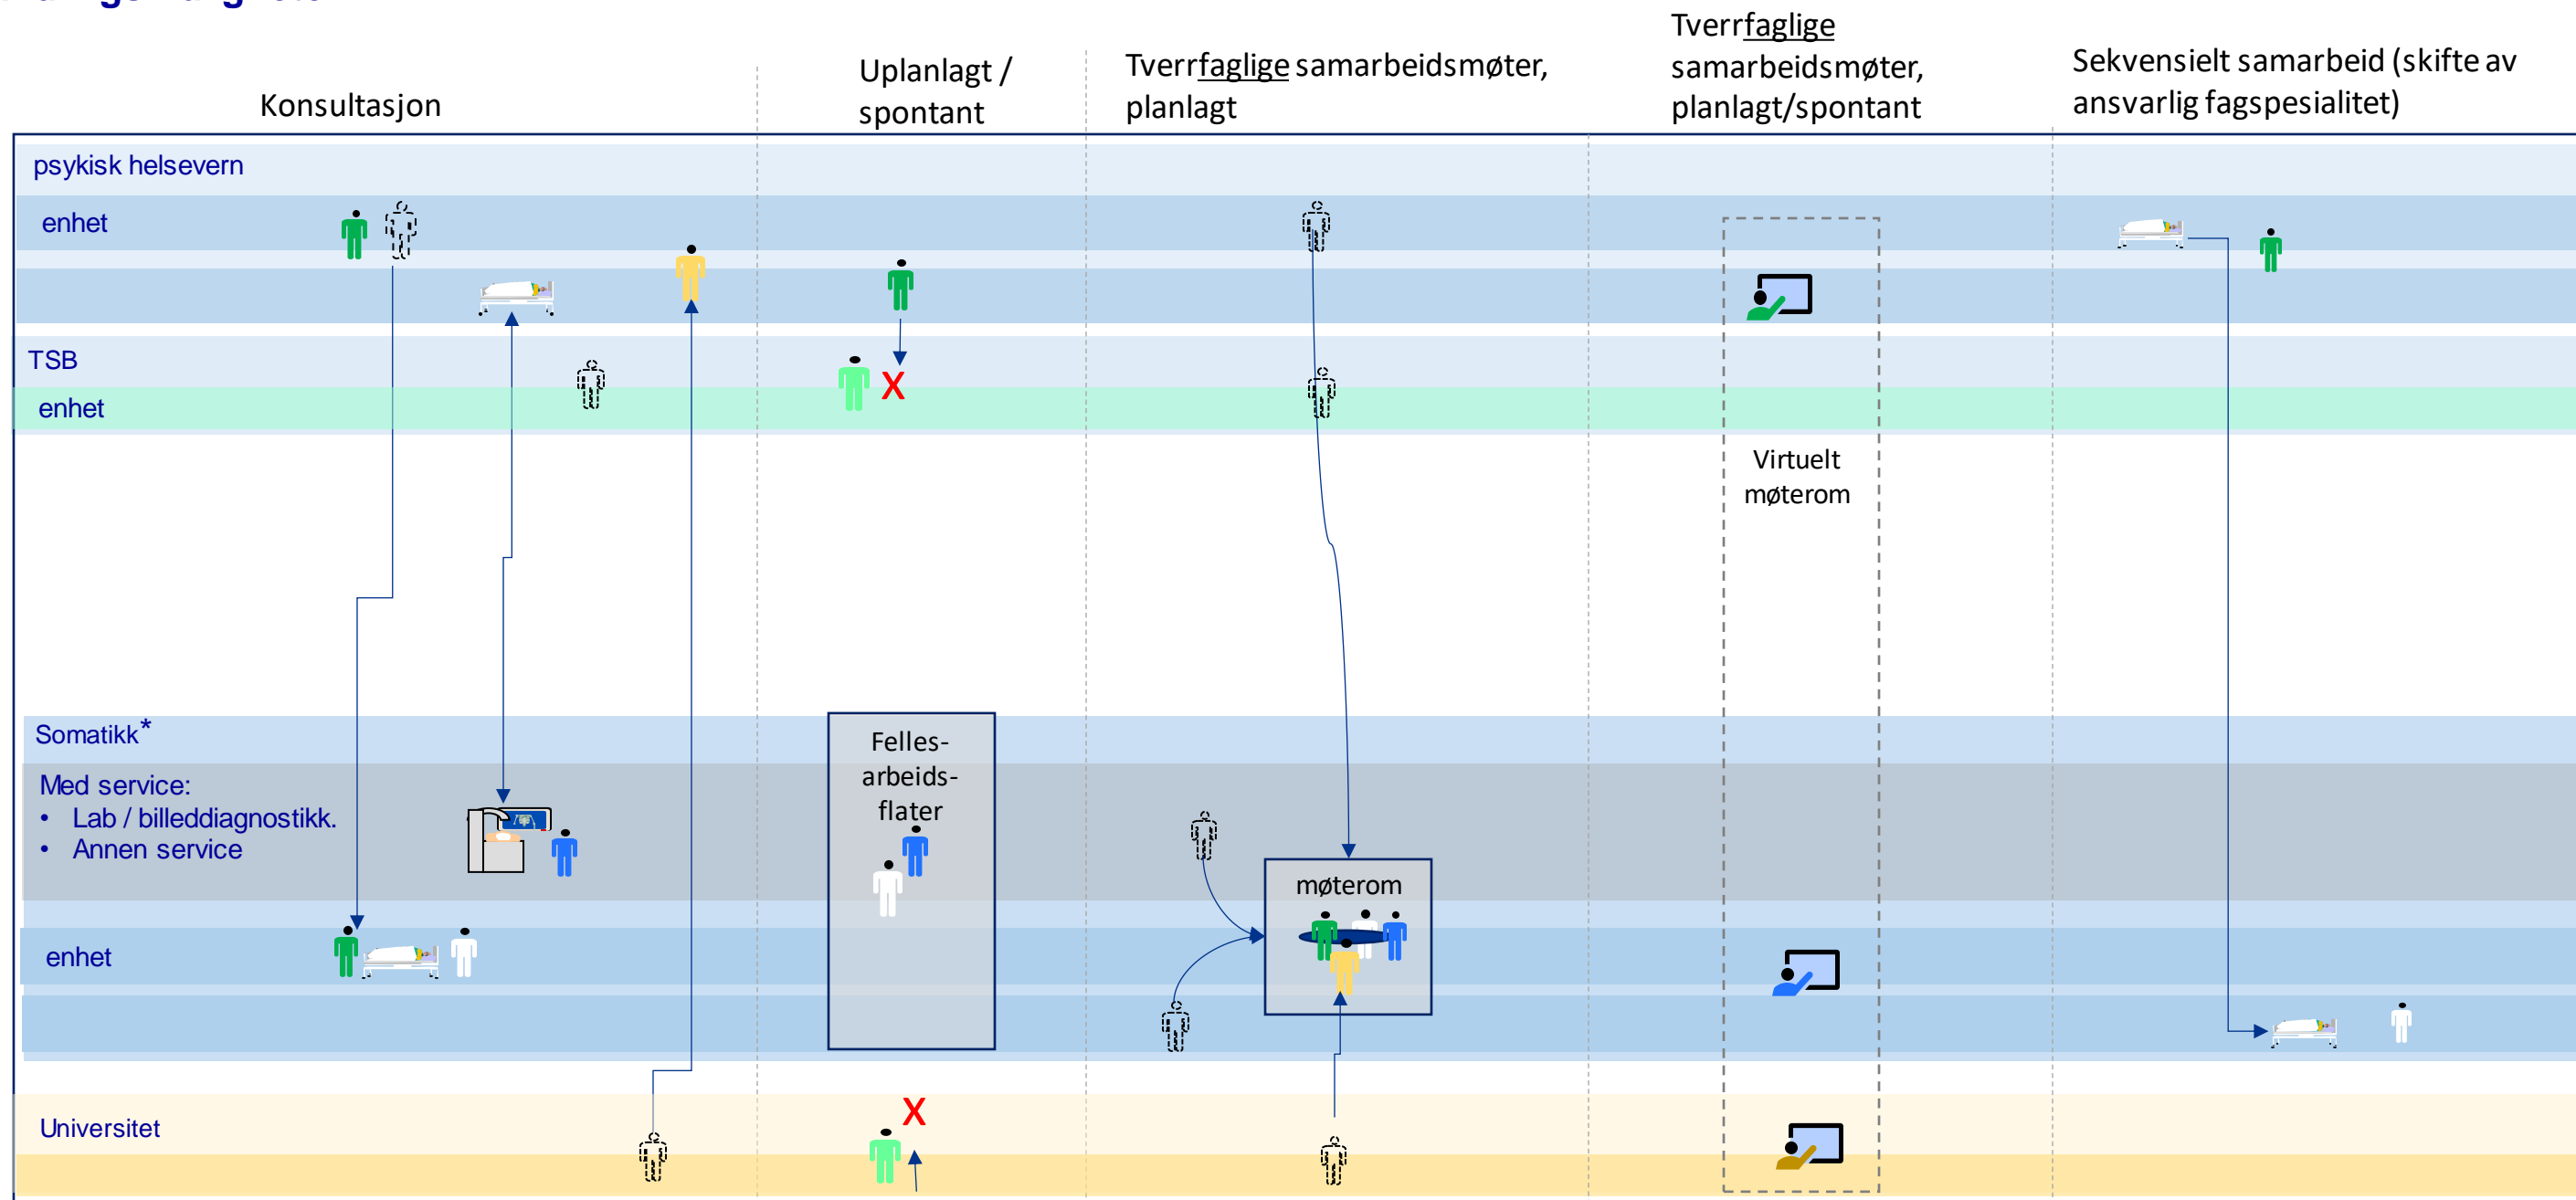 Konsultasjon
Uplanlagt /
spontant
Tverrfaglige samarbeidsmøter,
planlagt
Tverrfaglige
samarbeidsmøter,
planlagt/spontant
Sekvensielt samarbeid (skifte av
ansvarlig fagspesialitet)
psykisk helsevern
enhet
TSB
X
enhet
Virtuelt
møterom
Somatikk*
Felles-
arbeids-
flater
Med service:
• Lab / billeddiagnostikk.
• Annen service
møterom
enhet
X
Universitet